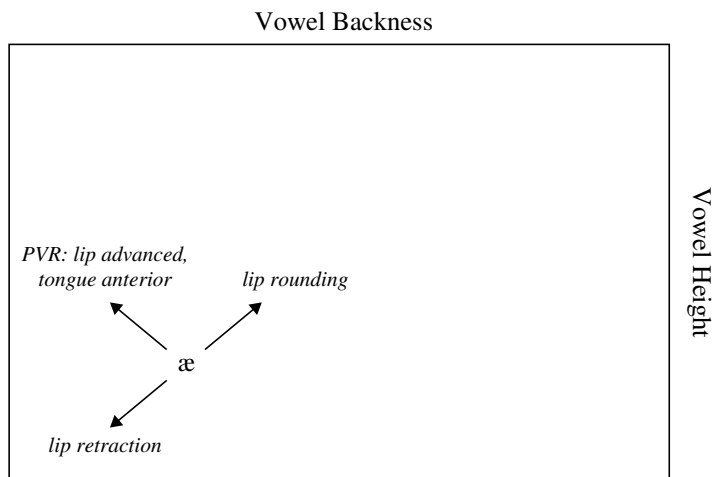 Vowel Backness
Vowel Height
PVR: lip advanced,
tongue anterior
lip rounding
æ
lip retraction